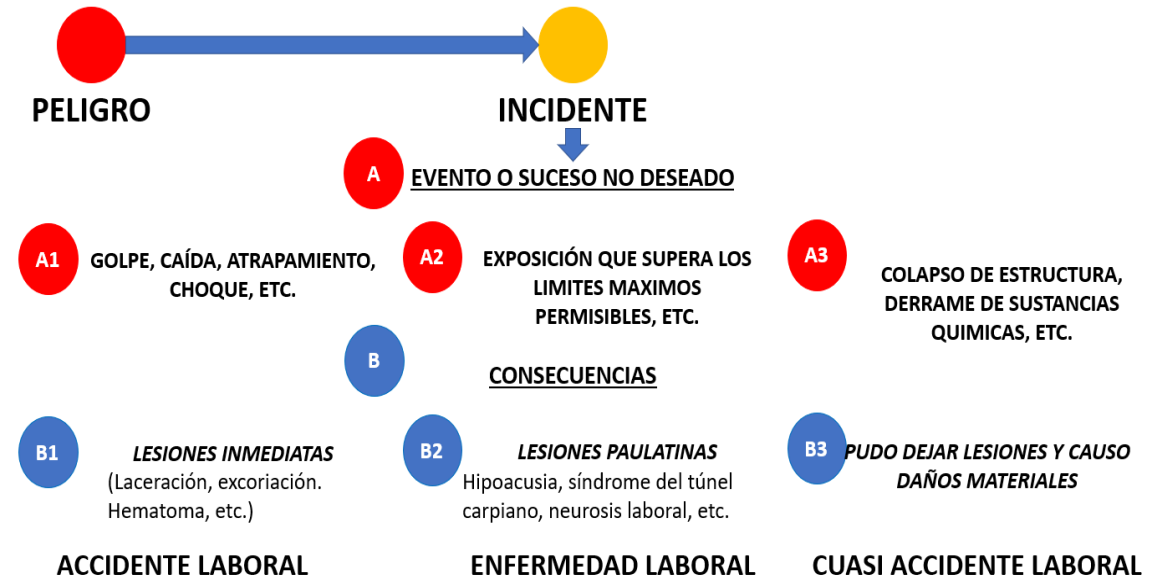 PELIGRO
INCIDENTE
A
EVENTO O SUCESO NO DESEADO
A1
GOLPE, CAÍDA, ATRAPAMIENTO,
CHOQUE, ETC.
A2
EXPOSICIÓN QUE SUPERA LOS
LIMITES MAXIMOS
PERMISIBLES, ETC.
A3
COLAPSO DE ESTRUCTURA,
DERRAME DE SUSTANCIAS
QUIMICAS, ETC.
B
CONSECUENCIAS
B1
LESIONES INMEDIATAS
(Laceración, excoriación.
Hematoma, etc.)
B2
LESIONES PAULATINAS
Hipoacusia, síndrome del túnel
carpiano, neurosis laboral, etc.
B3
PUDO DEJAR LESIONES Y CAUSO
DAÑOS MATERIALES
ACCIDENTE LABORAL
ENFERMEDAD LABORAL
CUASI ACCIDENTE LABORAL